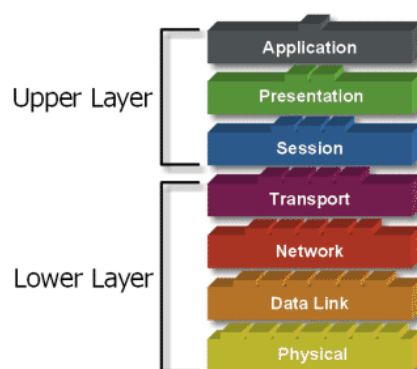 Upper Layer
Application
Presentation
Session
Lower Layer
Transport
Network
Data Link
Physical